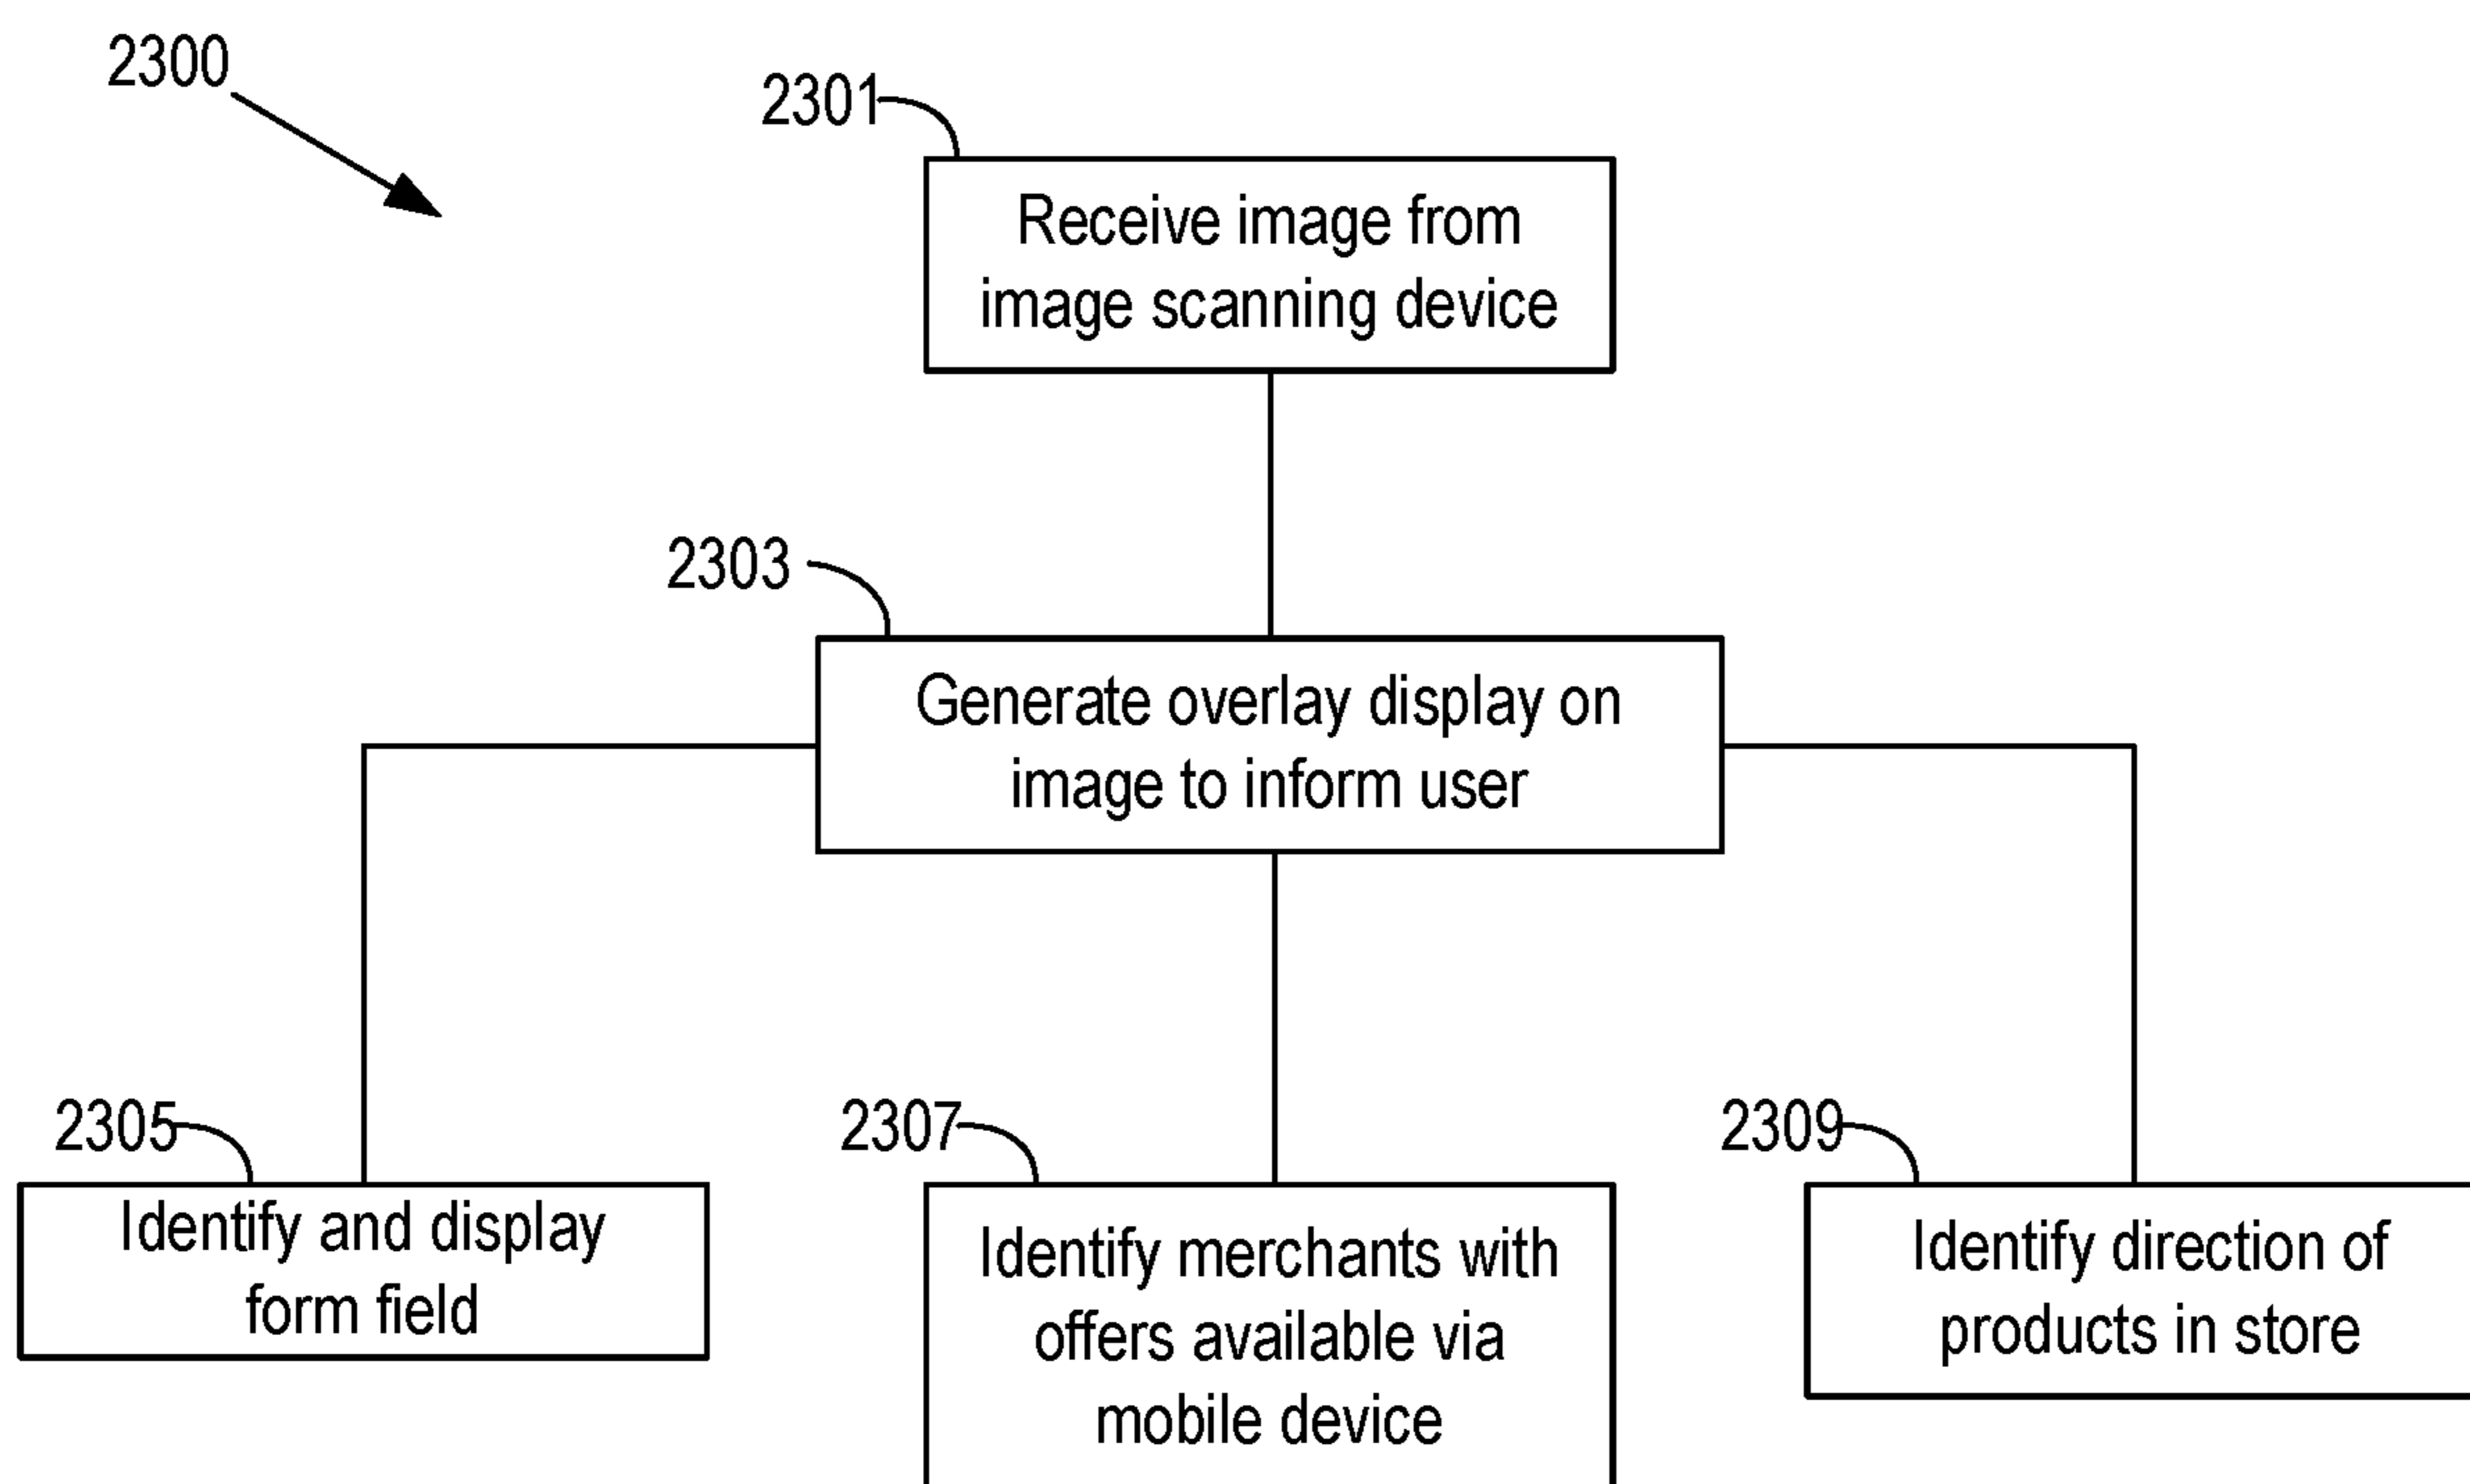 2300
2301
Receive image from
image scanning device
2303
Generate overlay display on
image to inform user
2305
Identify and display
form field
2307
Identify merchants with
offers available via
mobile device
2309
Identify direction of
products in store